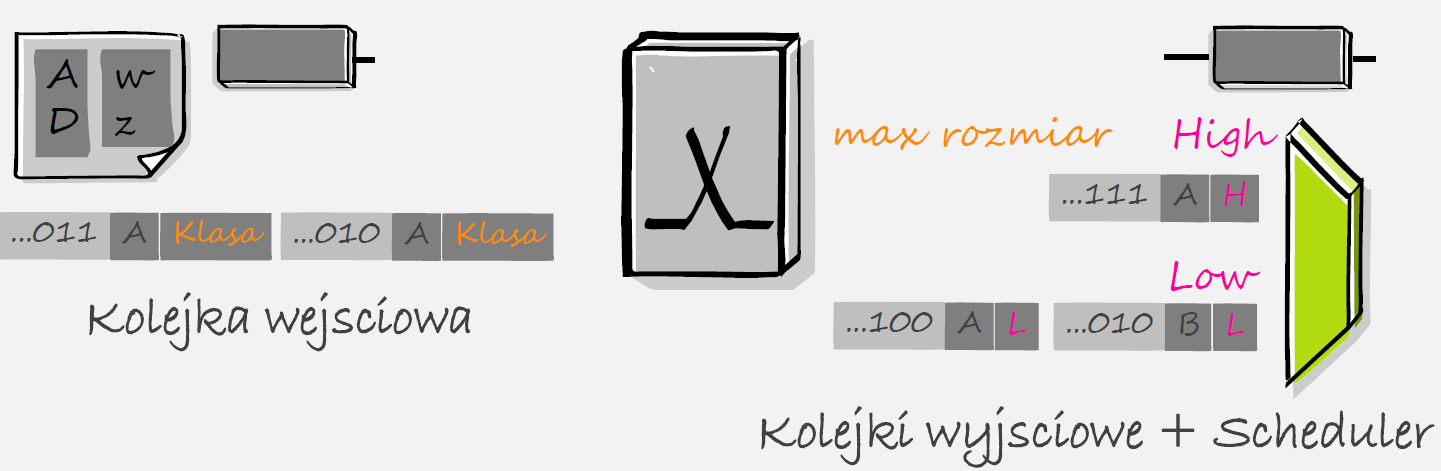 A w
D z
max rozmiar High
...111 A H
...011 A Klasa ...010 A Klasa
Low
Kolejka wejsciowa
...100 A L ...010 B L
Kolejki wyjsciowe + Scheduler